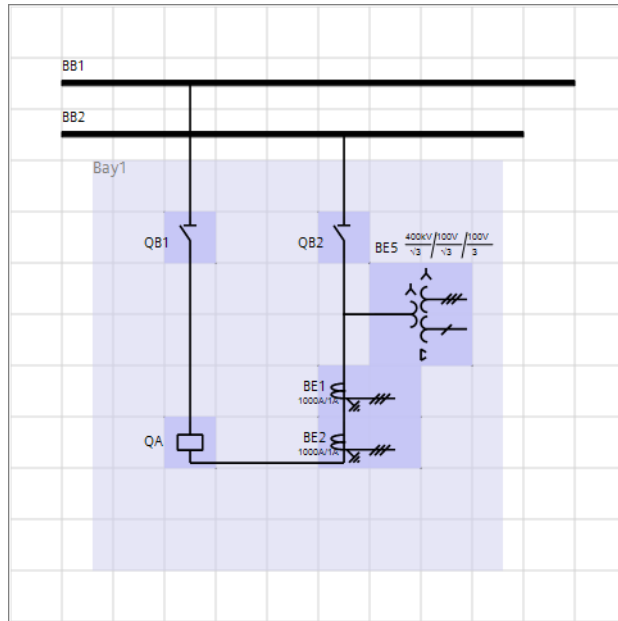 BB1
BB2
Bay1
QB1
QB2
BE5 400kV/√3 / 100V/√3 / 100V/3
BE1
1000A/1A
QA
BE2
1000A/1A